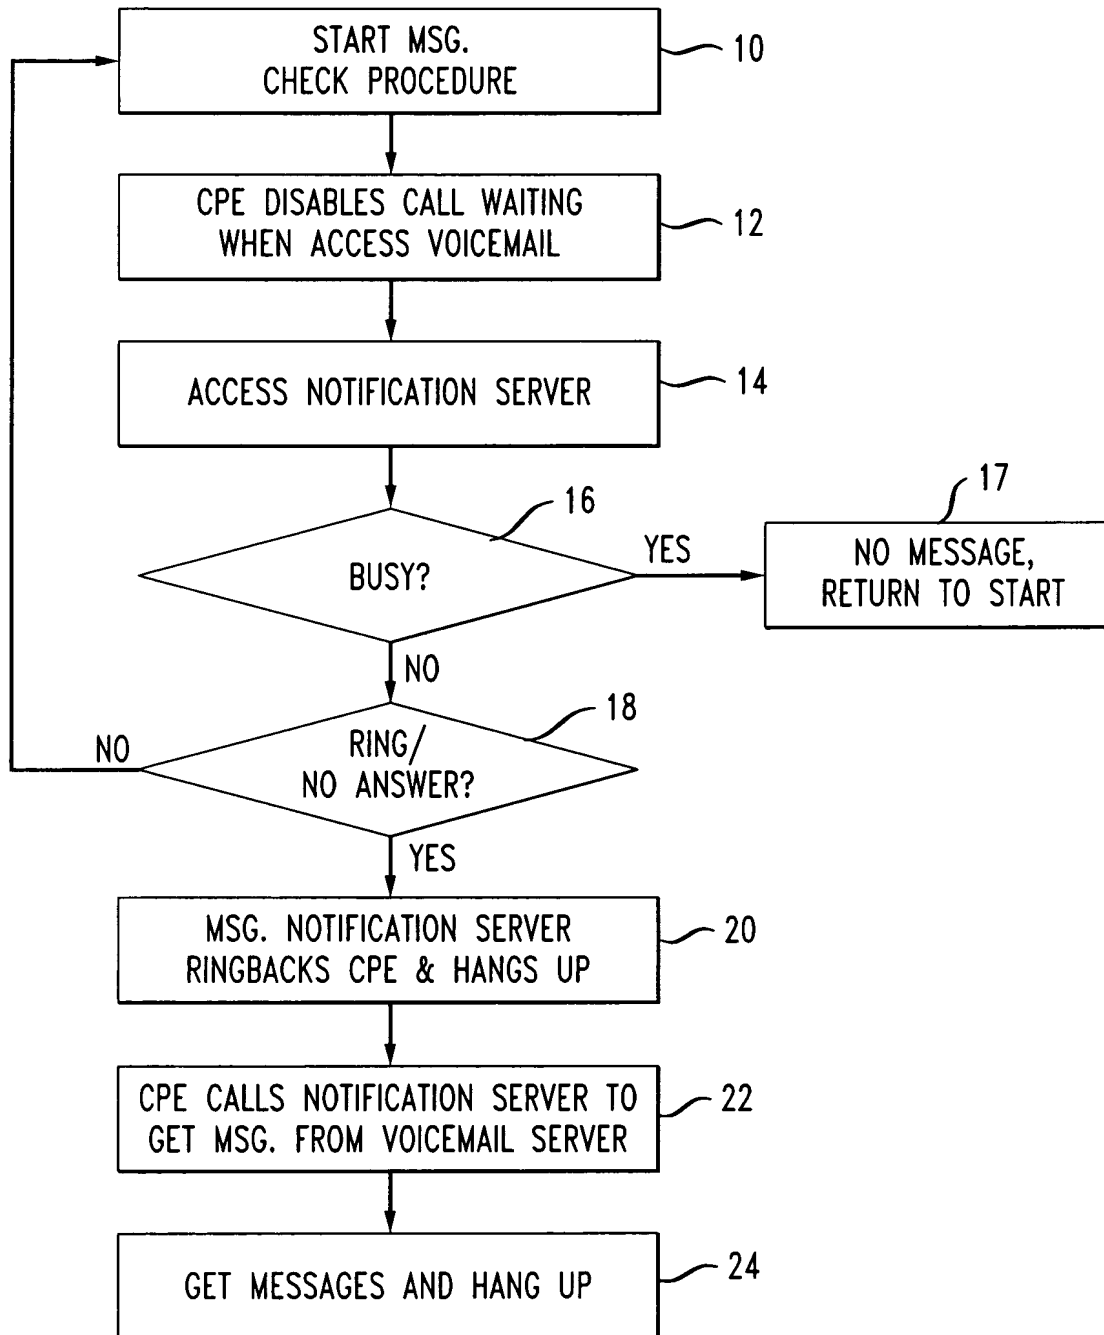 START MSG.
CHECK PROCEDURE
10
CPE DISABLES CALL WAITING
WHEN ACCESS VOICEMAIL
12
ACCESS NOTIFICATION SERVER
14
16
BUSY?
YES
17
NO MESSAGE,
RETURN TO START
NO
18
RING/
NO ANSWER?
NO
YES
MSG. NOTIFICATION SERVER
RINGBACKS CPE & HANGS UP
20
CPE CALLS NOTIFICATION SERVER TO
GET MSG. FROM VOICEMAIL SERVER
22
GET MESSAGES AND HANG UP
24